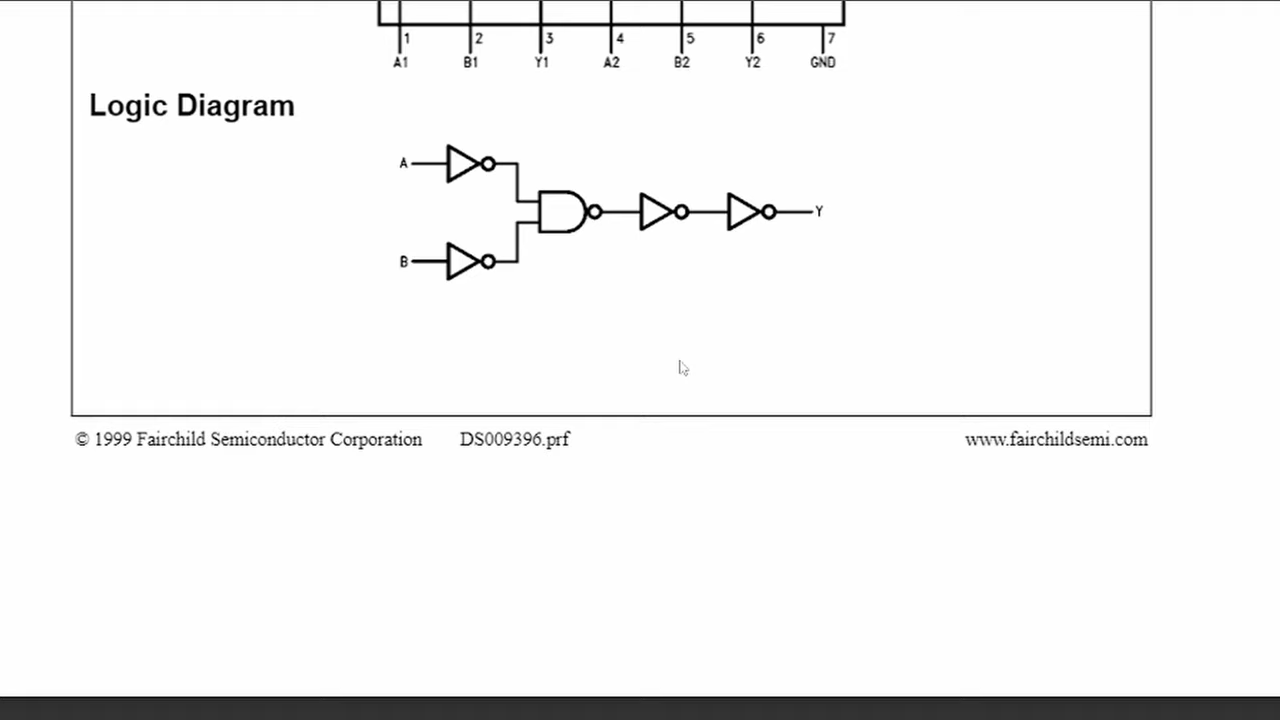 1 2 3 4 5 6 7
A1 B1 Y1 A2 B2 Y2 GND
Logic Diagram
A
Y
B
© 1999 Fairchild Semiconductor Corporation DS009396.prf www.fairchildsemi.com